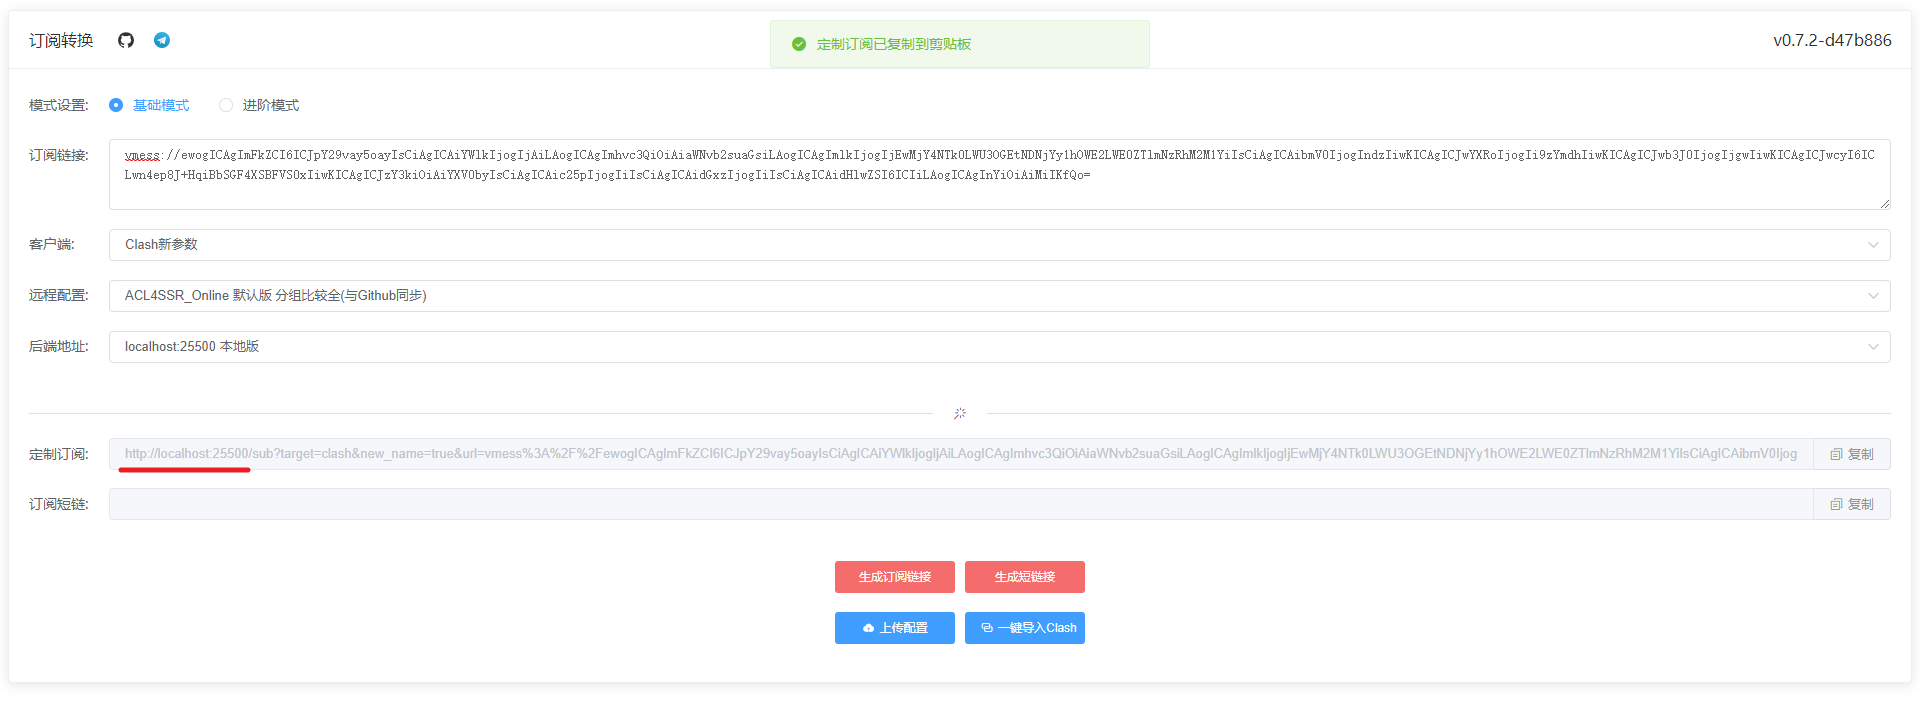 订阅转换
定制订阅已复制到剪贴板
v0.7.2-d47b886
模式设置: 基础模式 进阶模式
订阅链接: vmess://ewogICAgImFkZCI6ICJpY29vay5oayIsCiAgICAiYWlkIjogIjAiLAogICAgImhvc3QiOiAiaWNvb2suaGsiLAogICAgImlkIjogIjEwMjY4NTk0LWU3OGEtNDNjYy1hOWE2LWE0ZTlmNzRhM2M1YiIsCiAgICAibmV0IjogIndzIiwKICAgICJwYXRoIjogIi9zYmdhIiwKICAgICJwb3J0IjogIjgwIiwKICAgICJwcyI6IC
Lwn4ep8J+HqiBbSGF4XSBFVS0xIiwKICAgICJzY3kiOiAiYXV0byIsCiAgICAic25pIjogIiIsCiAgICAidGxzIjogIiIsCiAgICAidHlwZSI6ICIiLAogICAgInYiOiAiMiIKfQo=
客户端: Clash新参数
远程配置: ACL4SSR_Online 默认版 分组比较全(与Github同步)
后端地址: localhost:25500 本地版
定制订阅: http://localhost:25500/sub?target=clash&new_name=true&url=vmess%3A%2F%2FewogICAgImFkZCI6ICJpY29vay5oayIsCiAgICAiYWlkIjogIjAiLAogICAgImhvc3QiOiAiaWNvb2suaGsiLAogICAgImlkIjogIjEwMjY4NTk0LWU3OGEtNDNjYy1hOWE2LWE0ZTlmNzRhM2M1YiIsCiAgICAibmV0Ijog 复制
订阅短链: 复制
生成订阅链接 生成短链接
上传配置 一键导入Clash